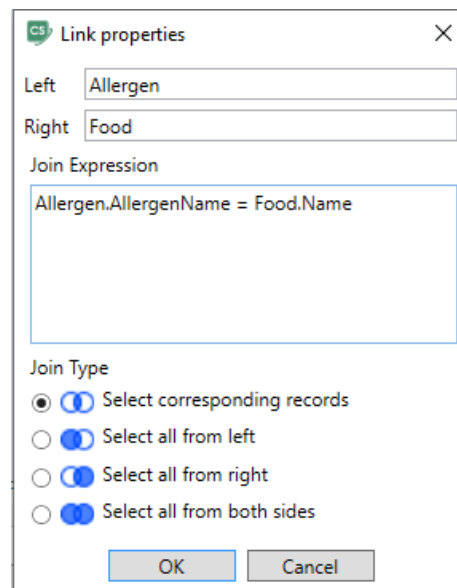 CS Link properties
Left Allergen
Right Food
Join Expression
Allergen.AllergenName = Food.Name
Join Type
Select corresponding records
Select all from left
Select all from right
Select all from both sides
OK Cancel